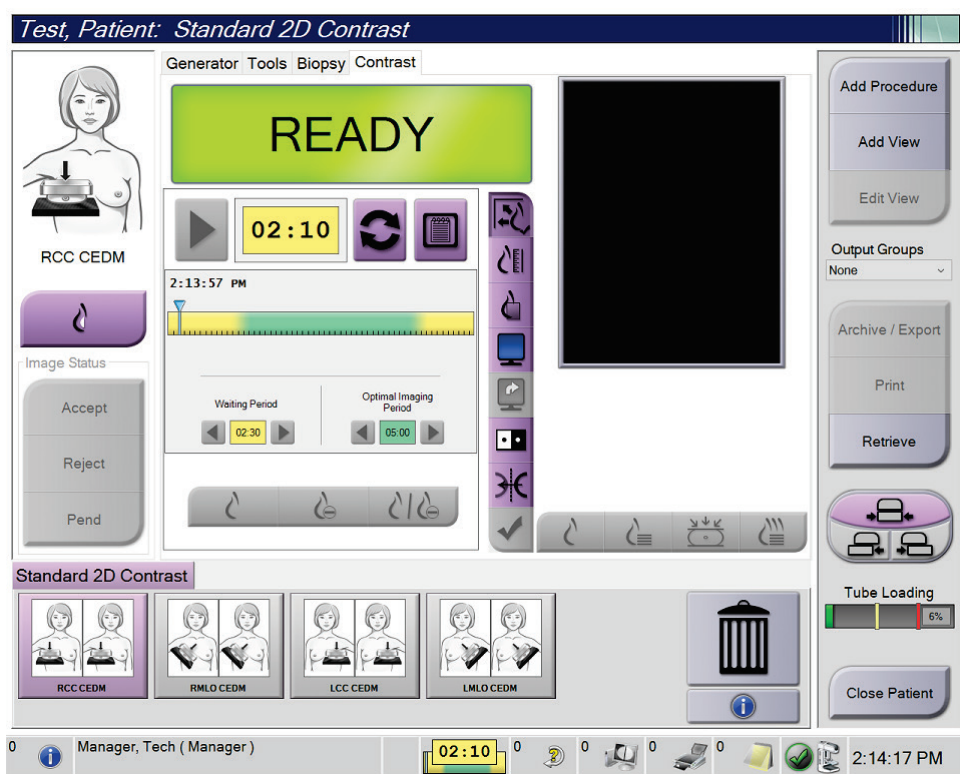 Test, Patient: Standard 2D Contrast
Generator Tools Biopsy Contrast
READY
02:10
2:13:57 PM
Waiting Period
Optimal Imaging
Period
02:30
05:00
RCC CEDM
Image Status
Accept
Reject
Pend
Add Procedure
Add View
Edit View
Output Groups
None
Archive / Export
Print
Retrieve
Tube Loading
6%
Close Patient
Standard 2D Contrast
RCC CEDM
RMLO CEDM
LCC CEDM
LMLO CEDM
0 Manager, Tech ( Manager ) 02:10 0 0 0 0 2:14:17 PM